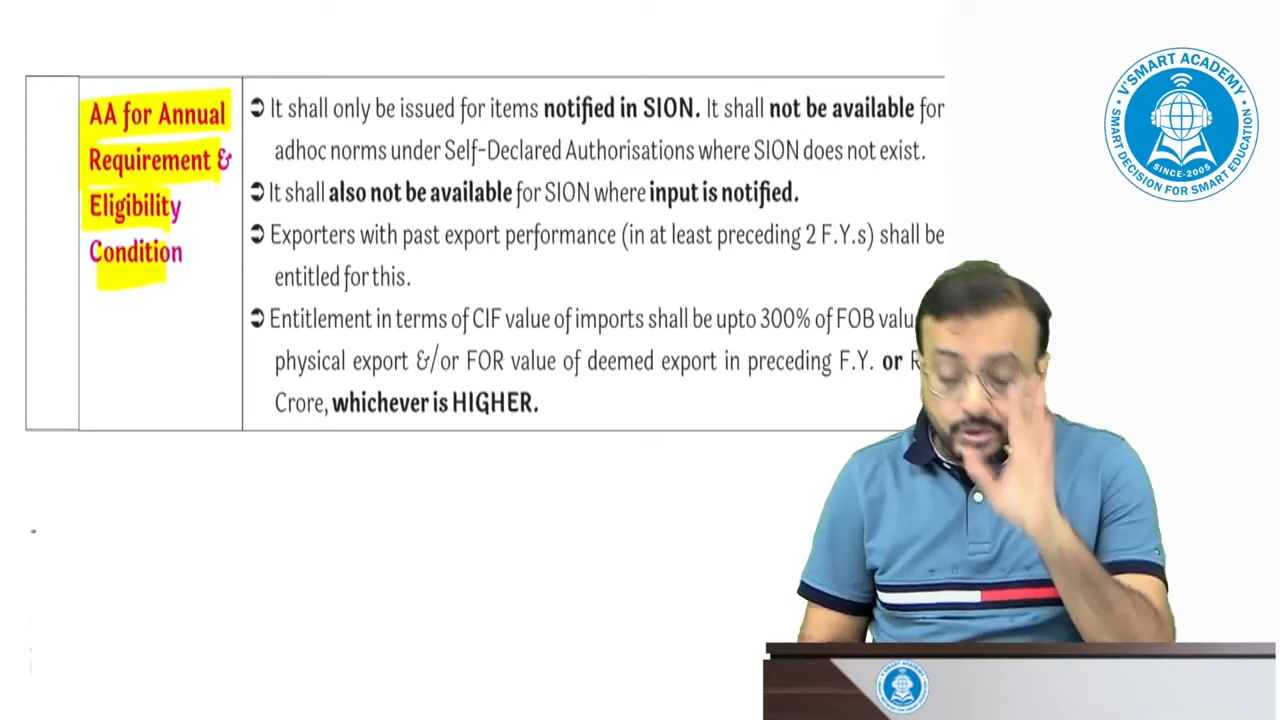 AA for Annual
Requirement &
Eligibility
Condition
➲ It shall only be issued for items notified in SION. It shall not be available for
adhoc norms under Self-Declared Authorisations where SION does not exist.
➲ It shall also not be available for SION where input is notified.
➲ Exporters with past export performance (in at least preceding 2 F.Y.s) shall be
entitled for this.
➲ Entitlement in terms of CIF value of imports shall be upto 300% of FOB
physical export &/or FOR value of deemed export in preceding F.Y. or
Crore, whichever is HIGHER.
V'SMART ACADEMY
SINCE-2005
SMART DECISION FOR SMART EDUCATION